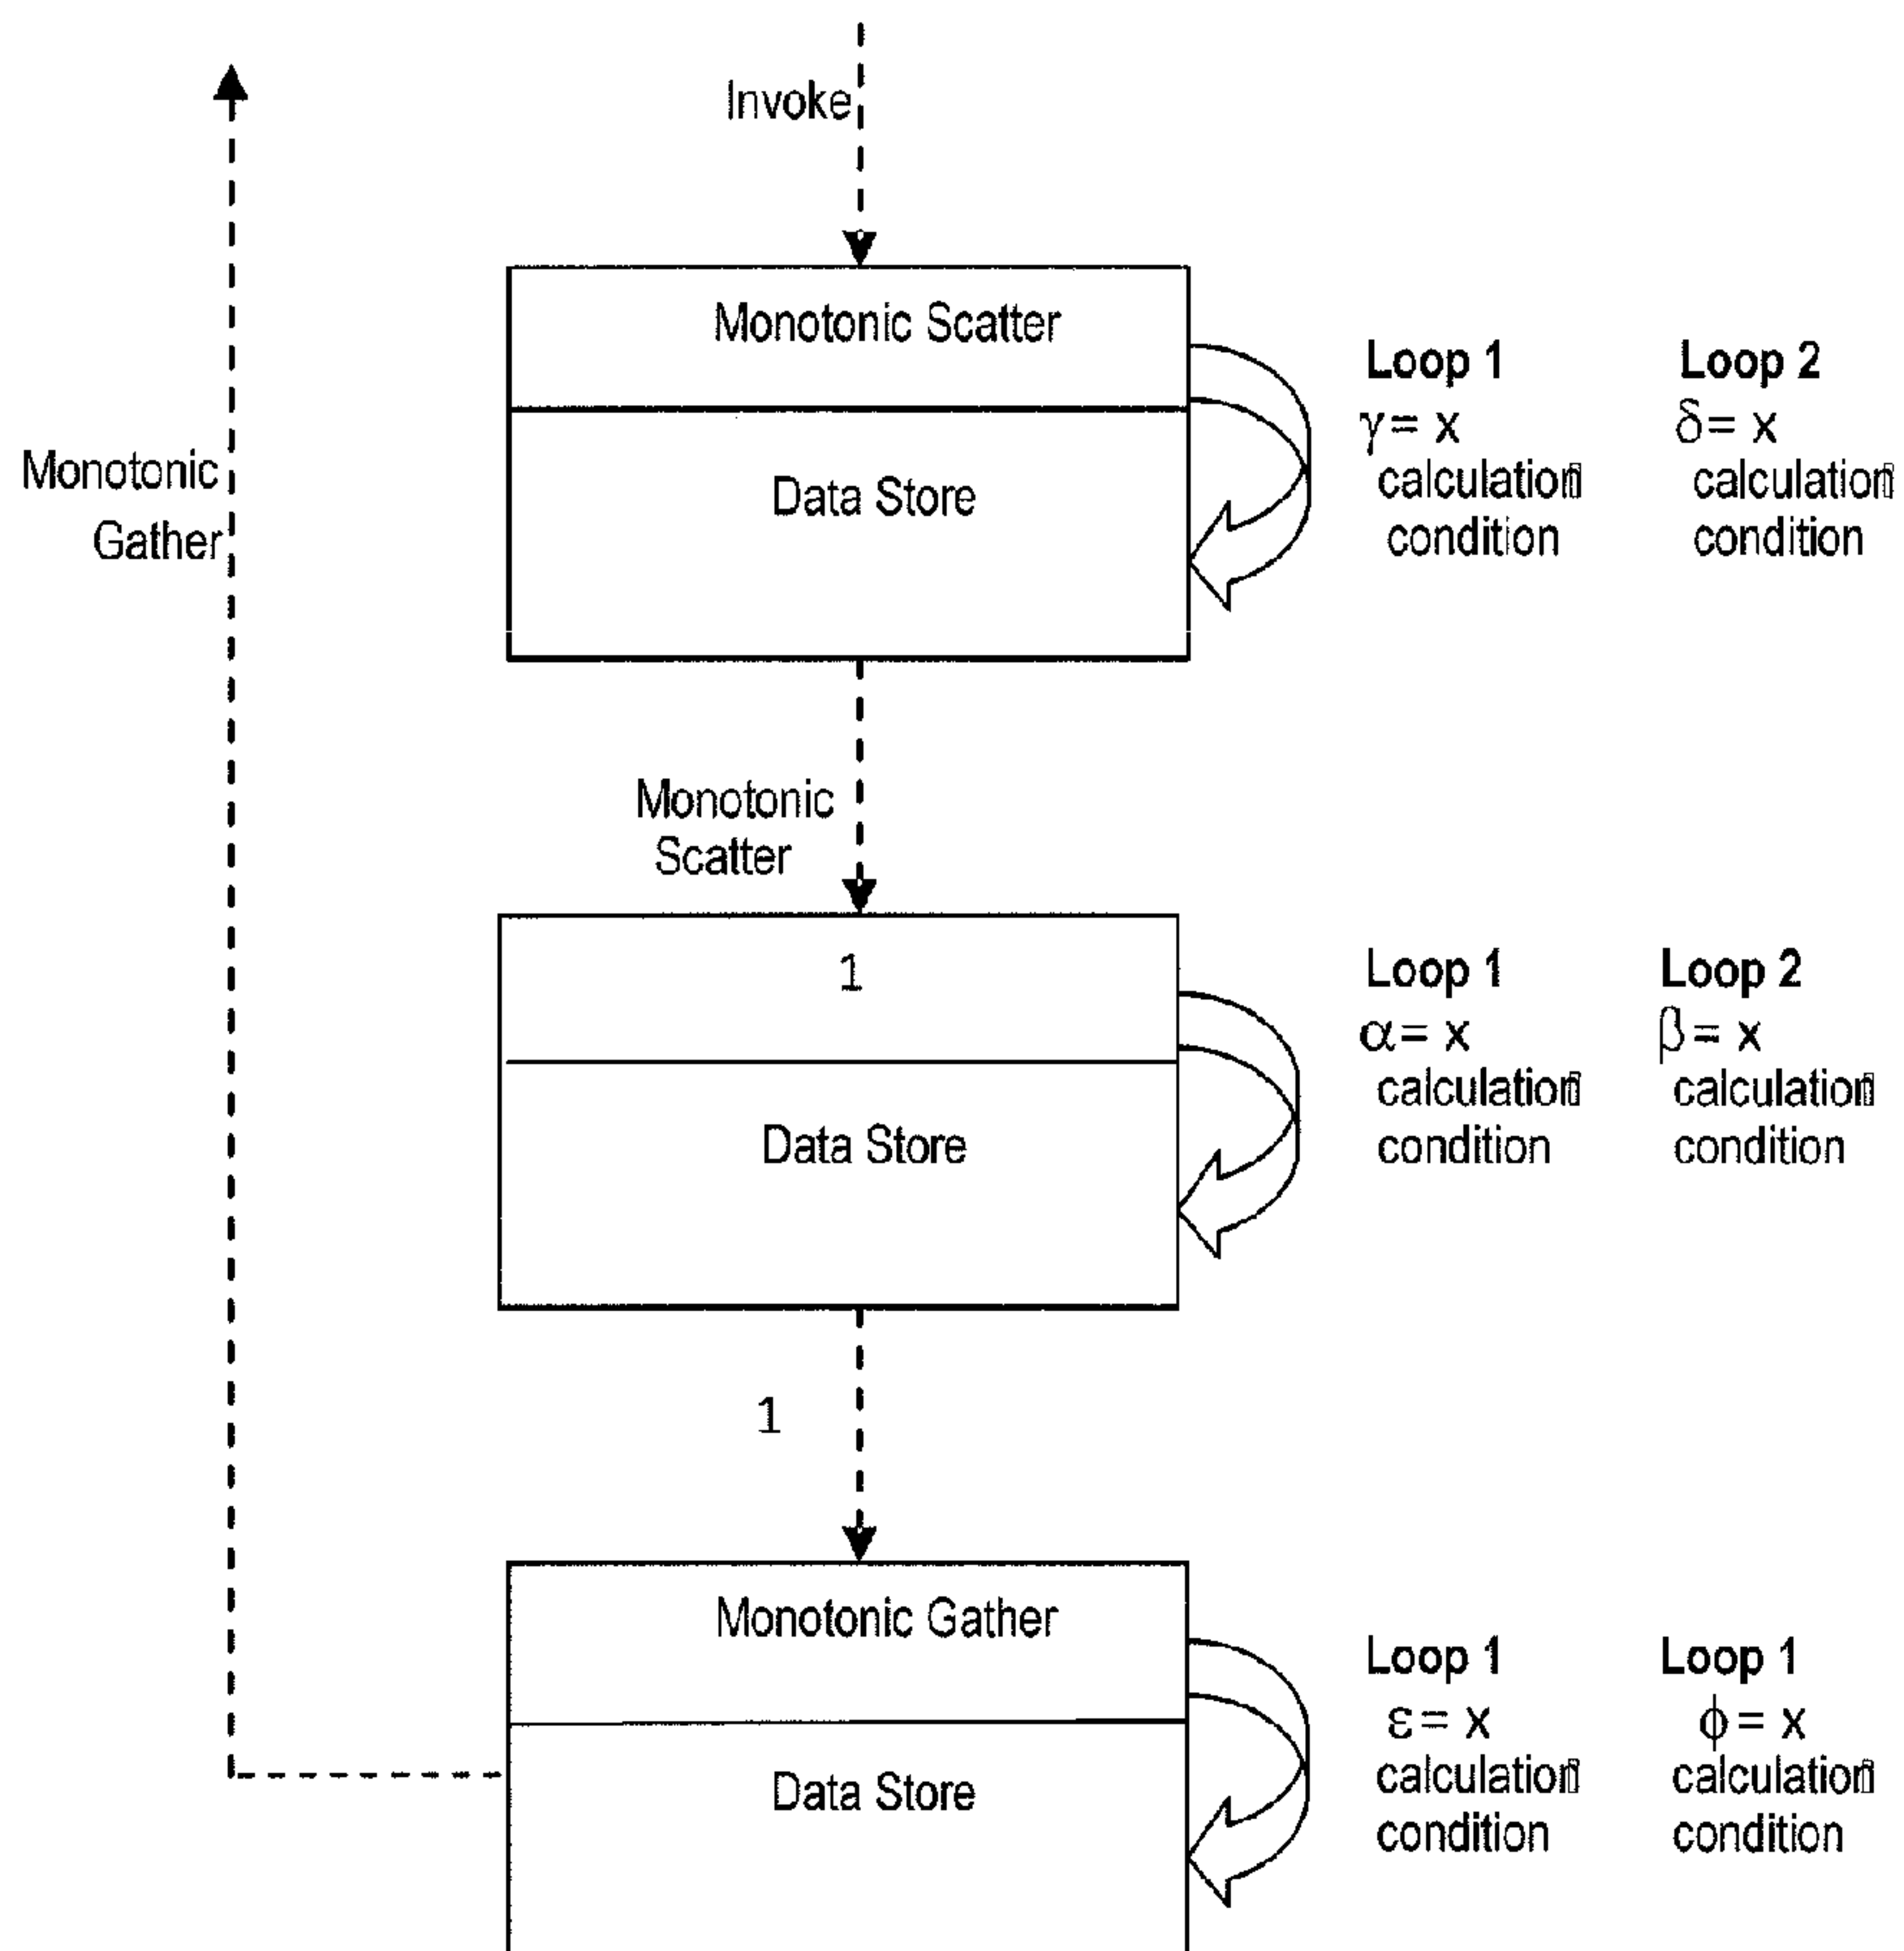 Invoke
Monotonic Scatter
Data Store
Loop 1
γ= x
calculation
condition
Loop 2
δ= x
calculation
condition
Monotonic
Gather
Monotonic
Scatter
1
Data Store
Loop 1
α= x
calculation
condition
Loop 2
β= x
calculation
condition
1
Monotonic Gather
Data Store
Loop 1
ε= x
calculation
condition
Loop 1
ϕ= x
calculation
condition